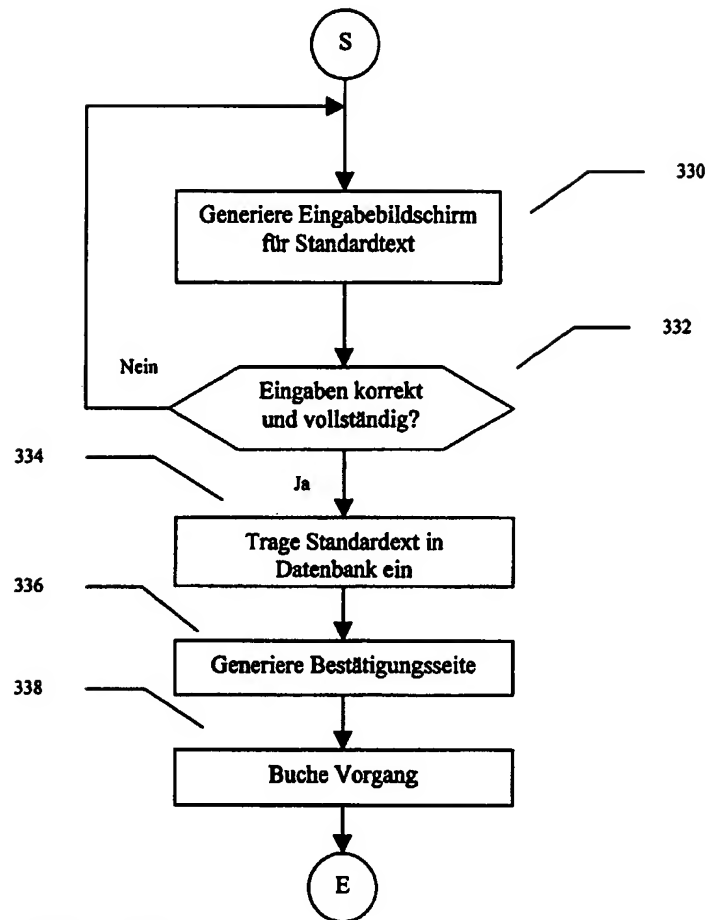 S
330
Generiere Eingabebildschirm
für Standardtext
332
Nein
Eingaben korrekt
und vollständig?
334
Ja
Trage Standardext in
Datenbank ein
336
Generiere Bestätigungsseite
338
Buche Vorgang
E